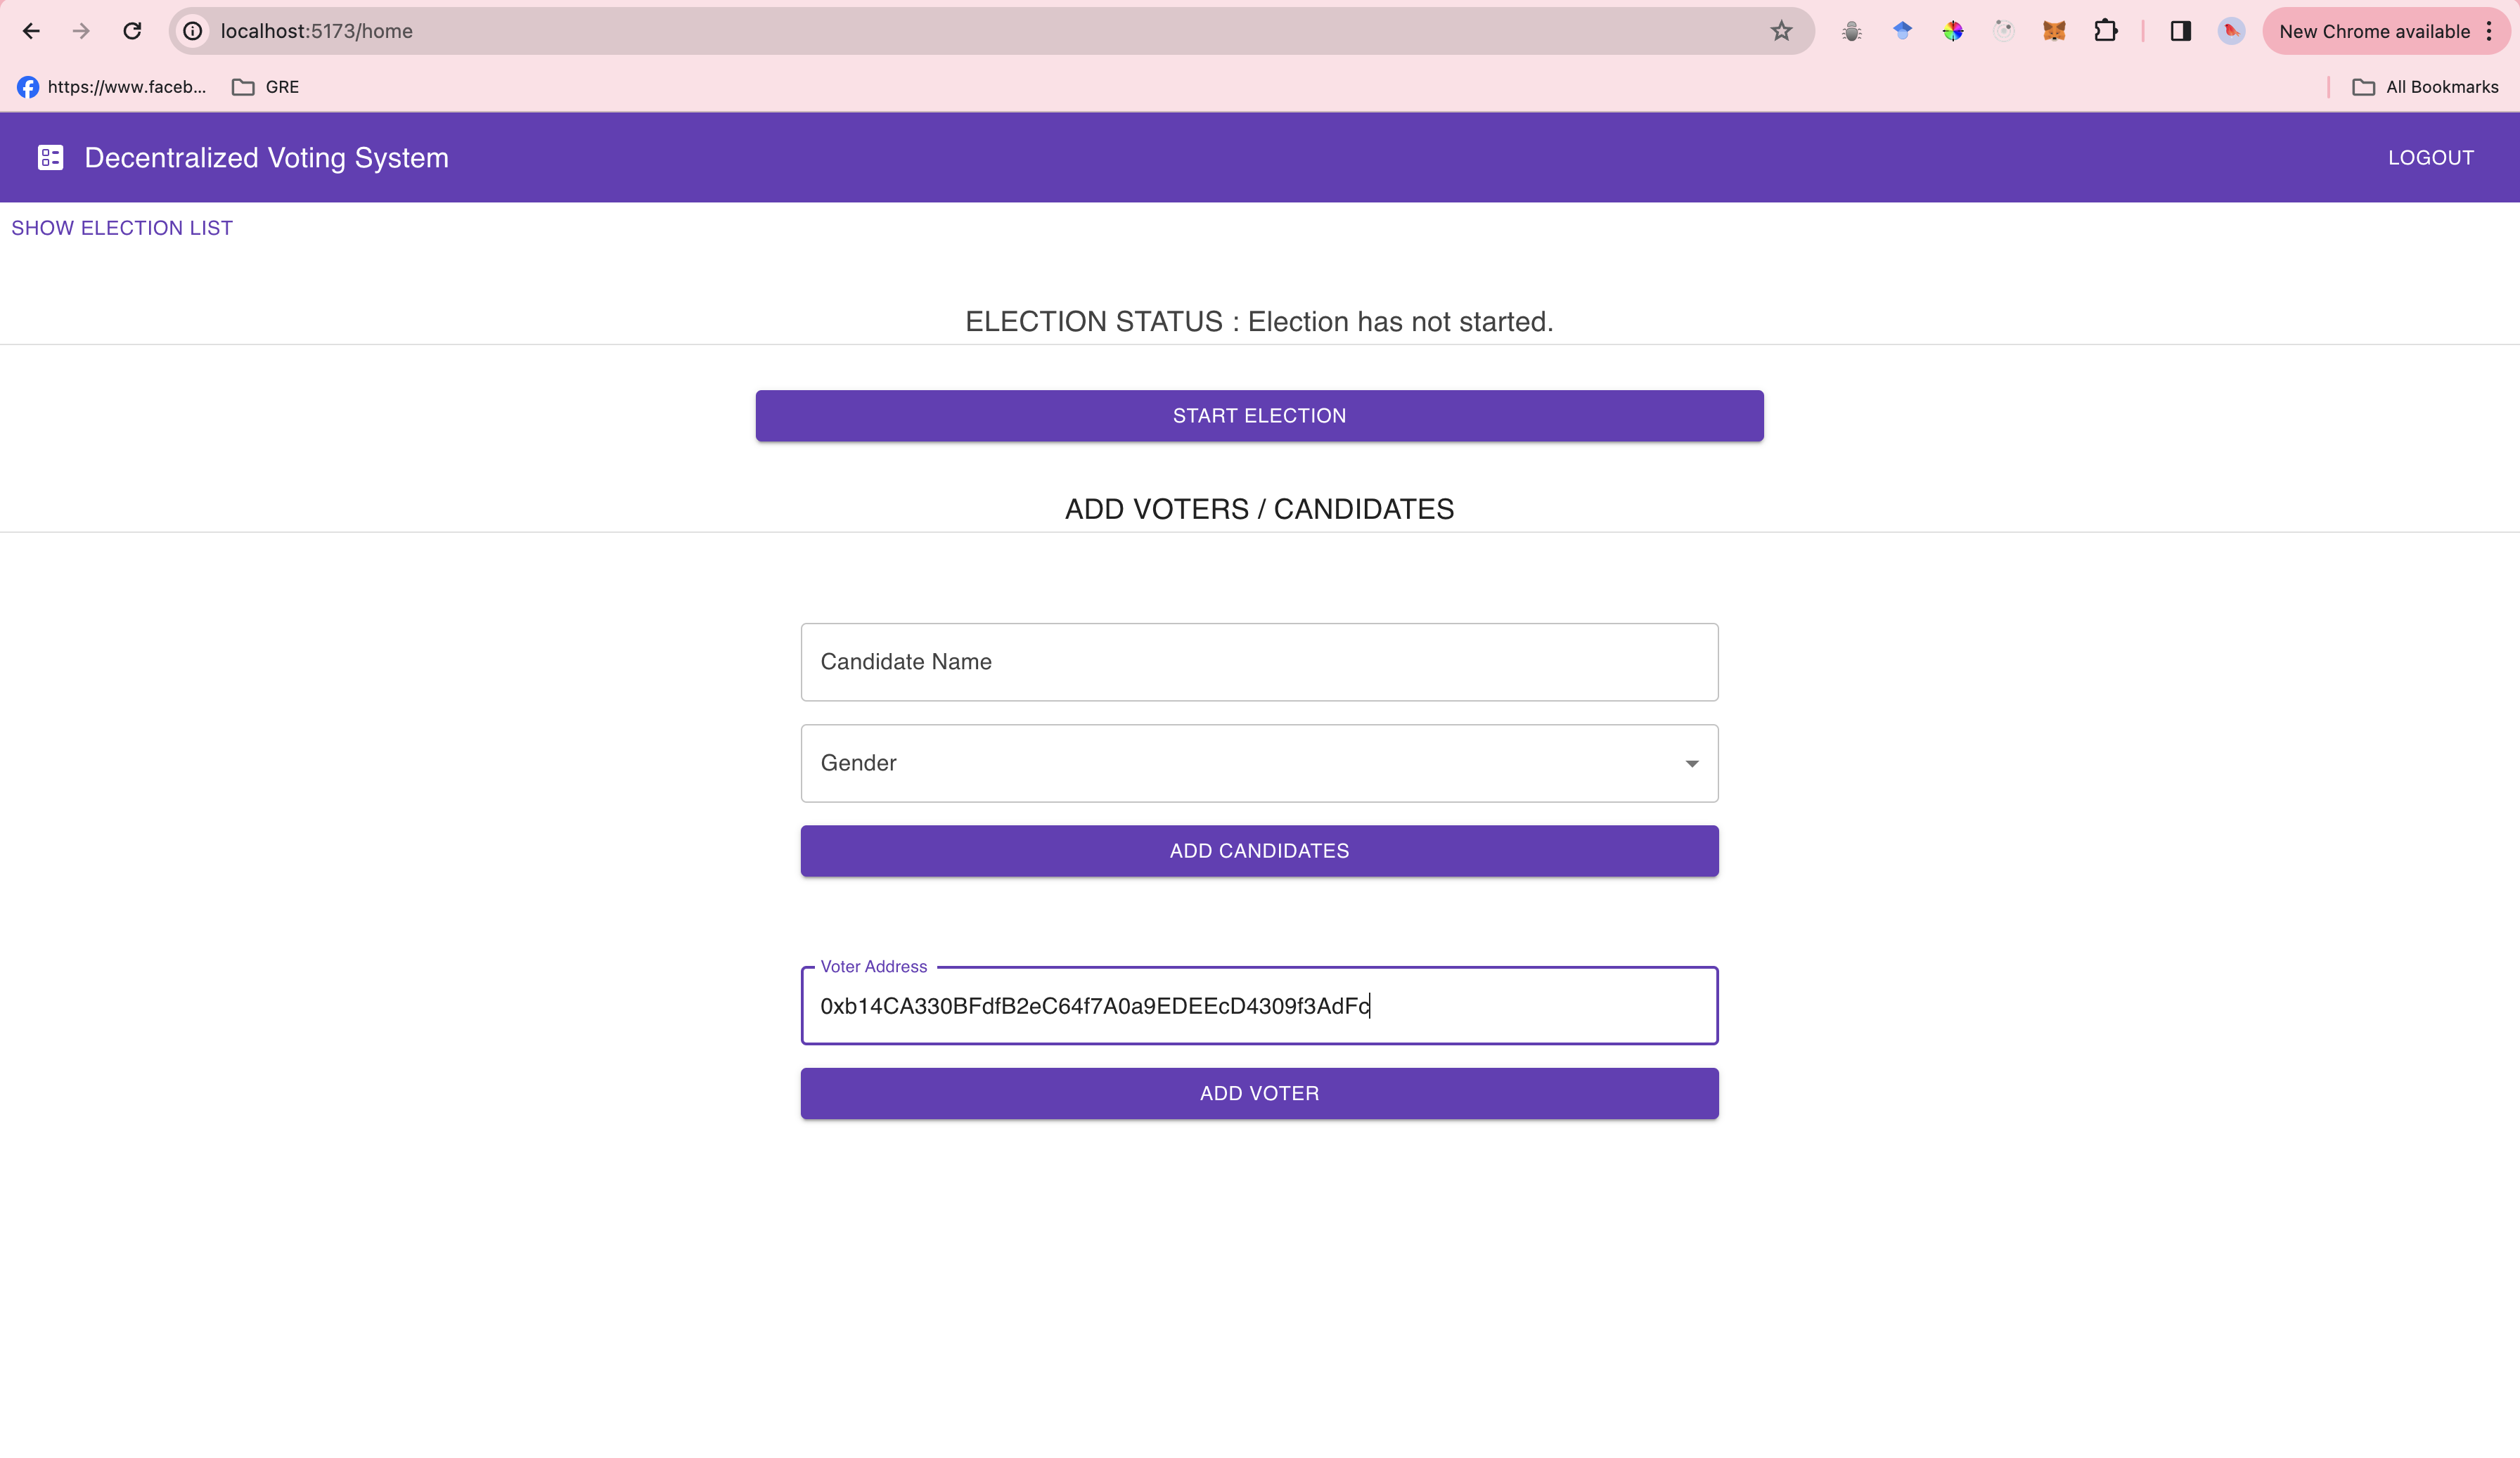 localhost:5173/home
New Chrome available
https://www.faceb...
GRE
All Bookmarks
Decentralized Voting System
LOGOUT
SHOW ELECTION LIST
ELECTION STATUS : Election has not started.
START ELECTION
ADD VOTERS / CANDIDATES
Candidate Name
Gender
ADD CANDIDATES
Voter Address
0xb14CA330BFdfB2eC64f7A0a9EDEEcD4309f3AdFc
ADD VOTER